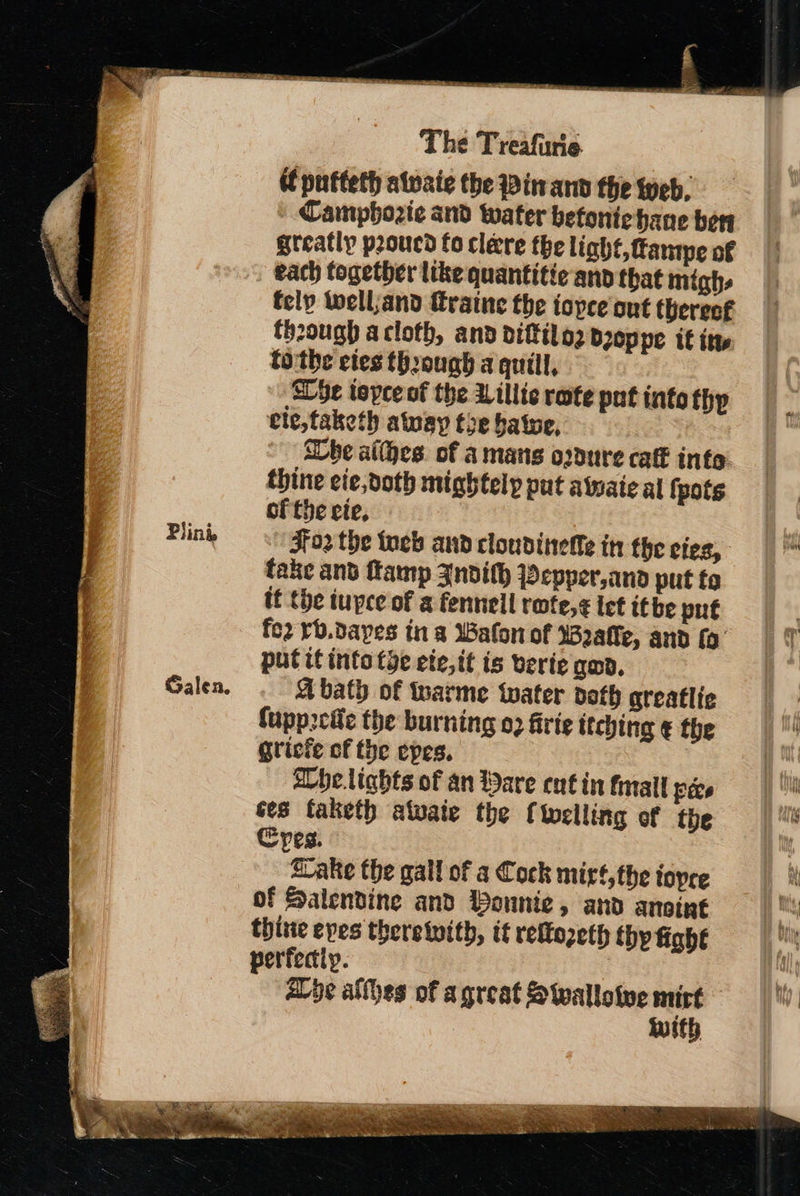 The Treaſurie
it putteth awaie the Pin and the web.
Camphorie and water betonie haue ben
greatly proued to cléere the light, ſtampe of
each together like quantitie and that migh-
tely well, and ſtraine the ioyce out thereof
through a cloth, and diſtil or droppe it in-
to the eies through a quill.
The ioyce of the Lillie roote put into thy
eie, taketh away the hawe.
The aſſhes of a mans ordure caſt into
thine eie, doth mightely put awaie al ſpots
of the eie.
Plinie
For the web and cloudineſſe in the eies,
take and ſtamp Indiſh Pepper, and put to
it the iuyce of a fennell roote, & let it be put
for xv. dayes in a Baſon of Braſſe, and ſo
put it into the eie, it is verie good.
Galen.
A bath of warme water doth greatlie
ſuppreſſe the burning or firie itching & the
gricfe of the eyes.
The lights of an Hare cut in ſmall pée-
ces taketh awaie the ſwelling of the
Eyes.
Take the gall of a Cock mixt, the ioyce
of Salendine and Honnie, and anoint
thine eyes therewith, it reſtoreth thy ſight
perfectly.
The aſſhes of a great Swallowe mixt
with